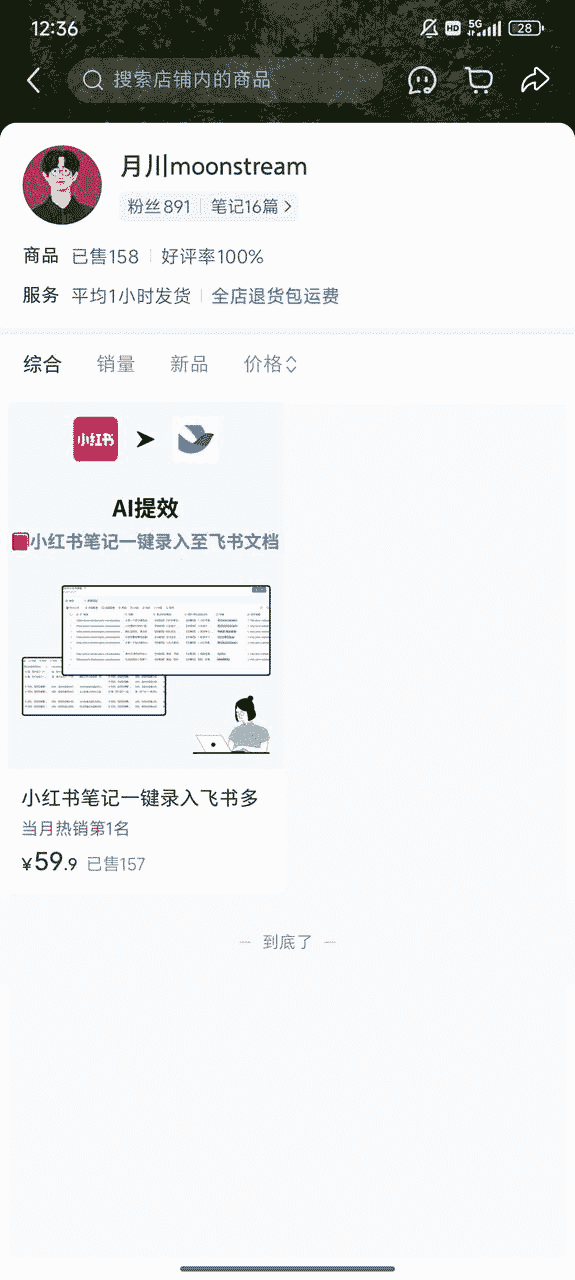 12:36
HD 5G 28
搜索店铺内的商品
月川moonstream
粉丝891 笔记16篇
商品 已售158 好评率100%
服务 平均1小时发货 全店退货包运费
综合 销量 新品 价格
小红书
AI提效
小红书笔记一键录入至飞书文档
小红书笔记一键录入飞书多
当月热销第1名
¥59.9 已售157
到底了